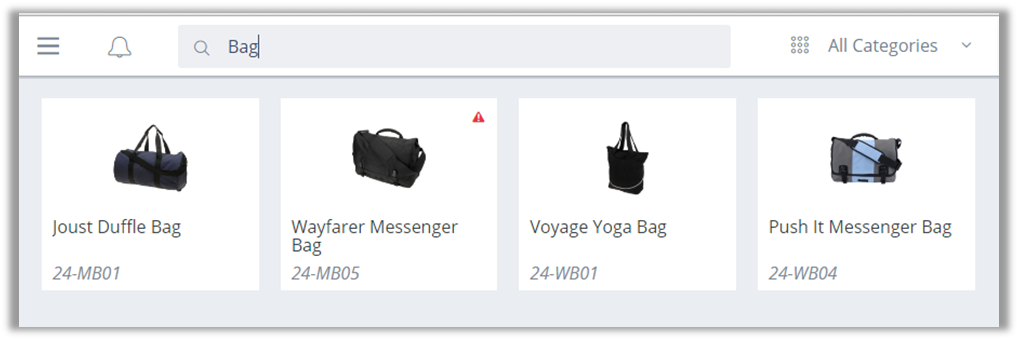 Bag
All Categories
Joust Duffle Bag
24-MB01
Wayfarer Messenger
Bag
24-MB05
Voyage Yoga Bag
24-WB01
Push It Messenger Bag
24-WB04